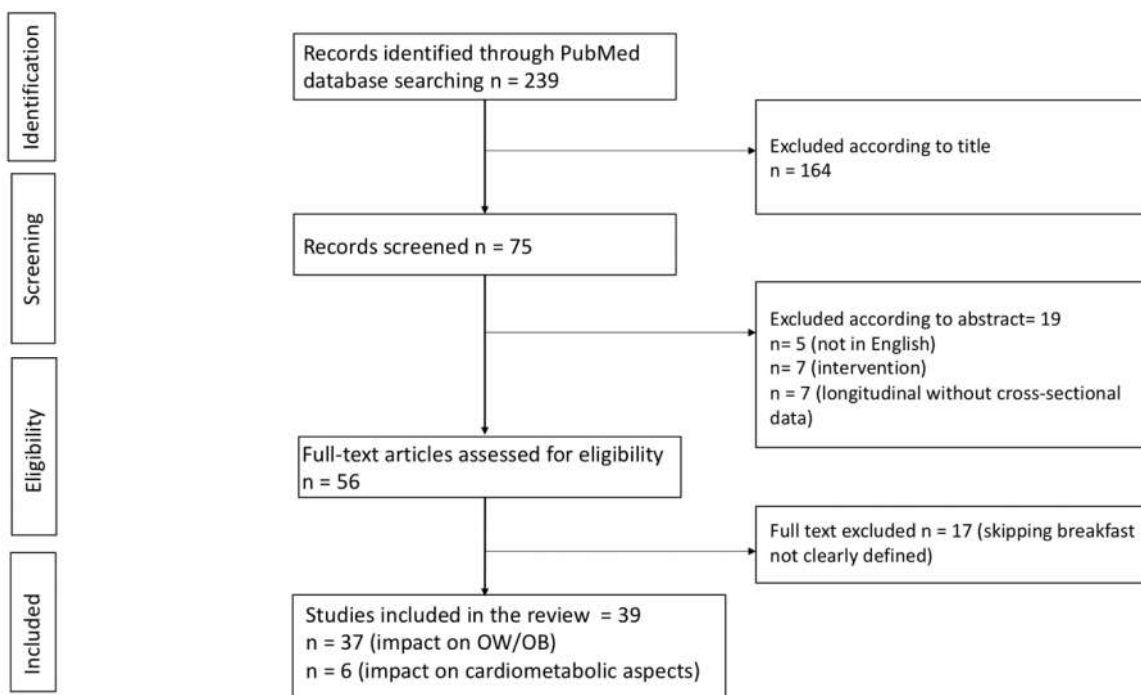 Identification
Records identified through PubMed
database searching n = 239
Excluded according to title
n = 164
Screening
Records screened n = 75
Excluded according to abstract= 19
n= 5 (not in English)
n= 7 (intervention)
n = 7 (longitudinal without cross-sectional
data)
Eligibility
Full-text articles assessed for eligibility
n = 56
Full text excluded n = 17 (skipping breakfast
not clearly defined)
Included
Studies included in the review  = 39
n = 37 (impact on OW/OB)
n = 6 (impact on cardiometabolic aspects)